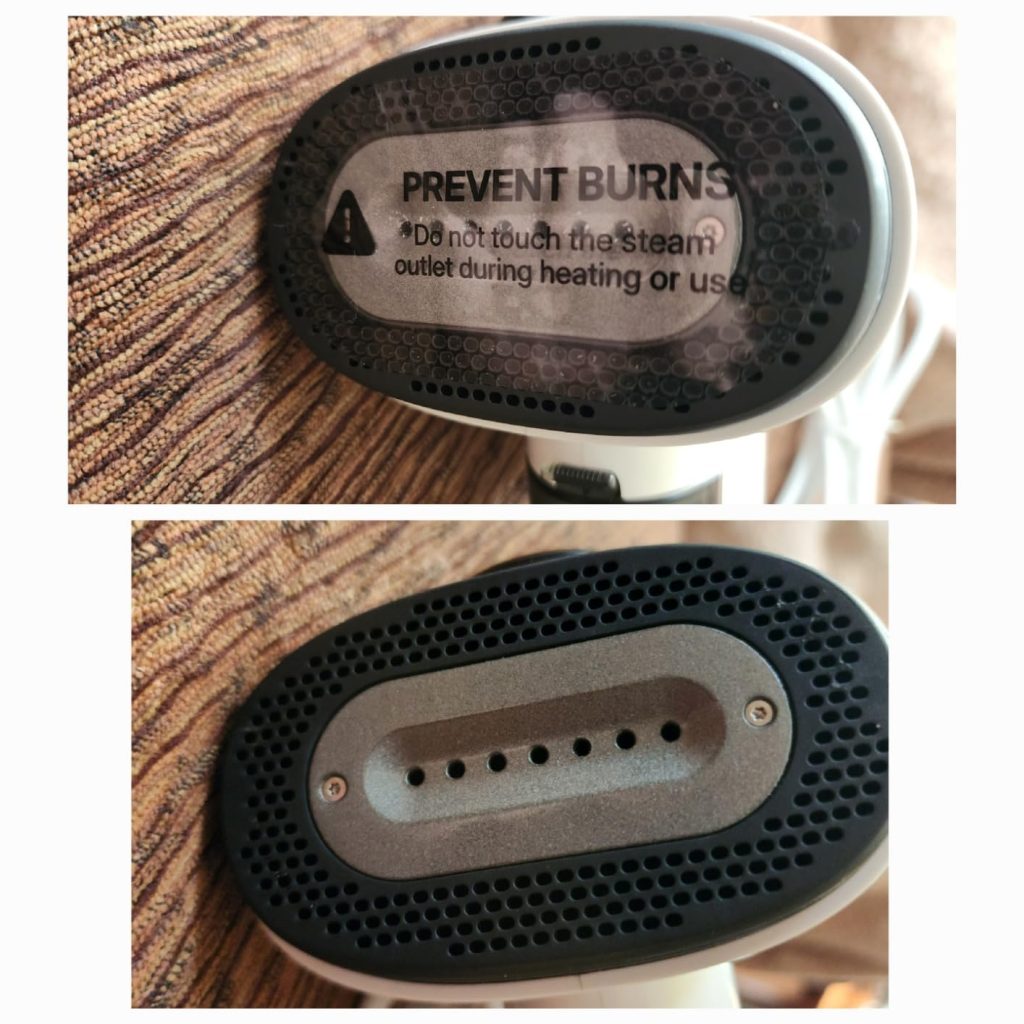 PREVENT BURNS
Do not touch the steam
outlet during heating or use